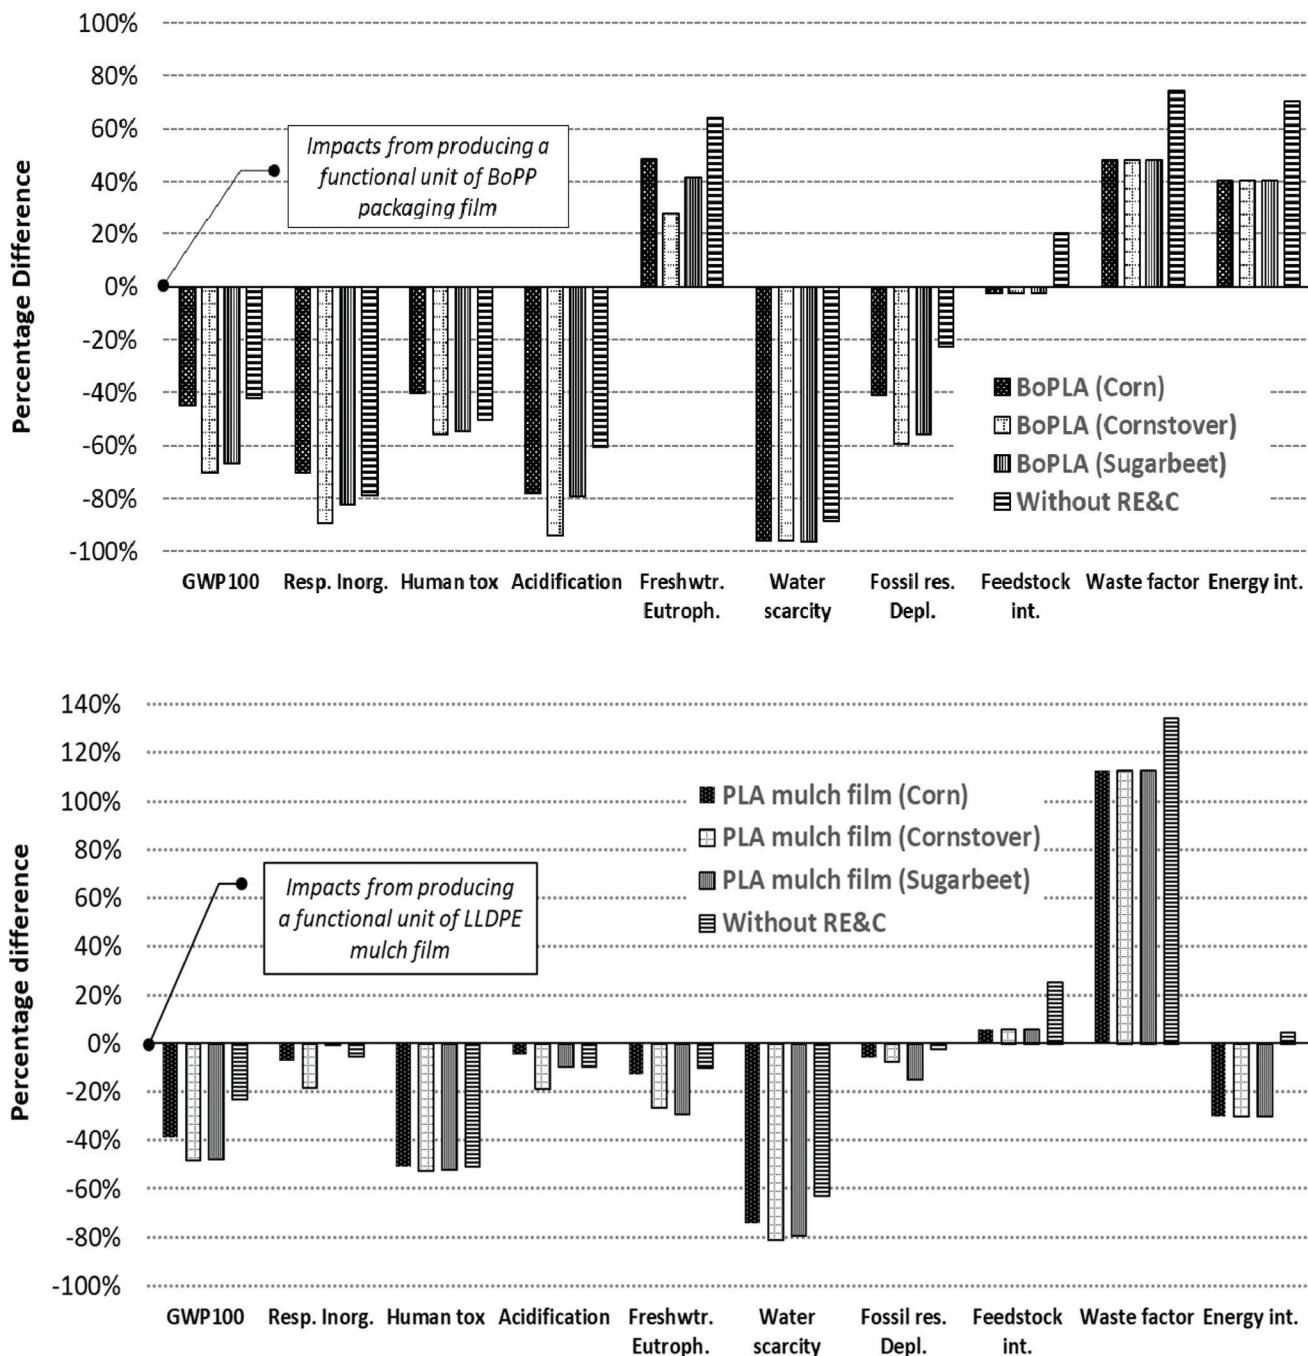 100%
80%
60%
40%
20%
0%
-20%
-40%
-60%
-80%
-100%
Percentage Difference
Impacts from producing a
functional unit of BoPP
packaging film
BoPLA (Corn)
BoPLA (Cornstover)
BoPLA (Sugarbeet)
Without RE&C
GWP100 Resp. Inorg. Human tox Acidification Freshwtr. Water Fossil res. Feedstock Waste factor Energy int.
Eutroph. scarcity Depl. int.
140%
120%
100%
80%
60%
40%
20%
0%
-20%
-40%
-60%
-80%
-100%
Percentage difference
PLA mulch film (Corn)
PLA mulch film (Cornstover)
PLA mulch film (Sugarbeet)
Without RE&C
Impacts from producing
a functional unit of LLDPE
mulch film
GWP100 Resp. Inorg. Human tox Acidification Freshwtr. Water Fossil res. Feedstock Waste factor Energy int.
Eutroph. scarcity Depl. int.